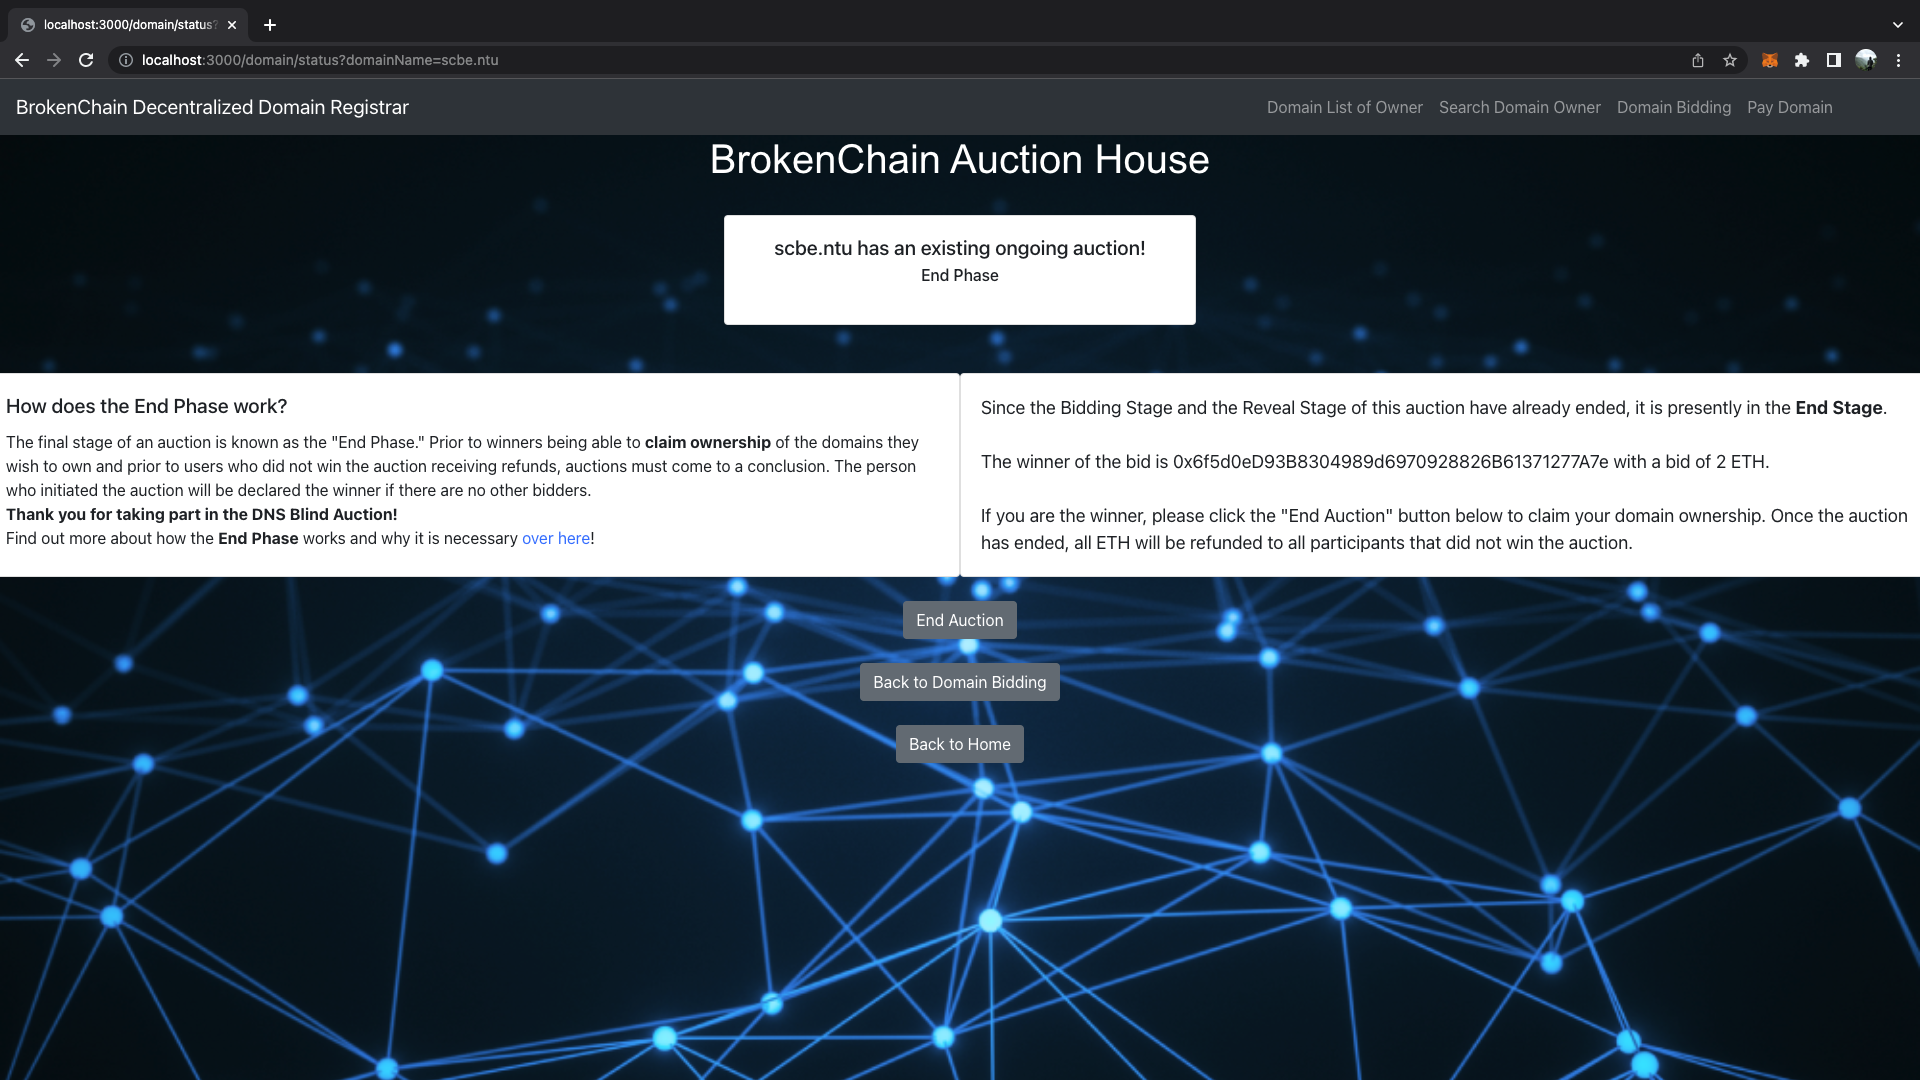 localhost:3000/domain/status?
localhost:3000/domain/status?domainName=scbe.ntu
BrokenChain Decentralized Domain Registrar
Domain List of Owner
Search Domain Owner
Domain Bidding
Pay Domain
BrokenChain Auction House
scbe.ntu has an existing ongoing auction!
End Phase
How does the End Phase work?
The final stage of an auction is known as the "End Phase." Prior to winners being able to claim ownership of the domains they
wish to own and prior to users who did not win the auction receiving refunds, auctions must come to a conclusion. The person
who initiated the auction will be declared the winner if there are no other bidders.
Thank you for taking part in the DNS Blind Auction!
Find out more about how the End Phase works and why it is necessary over here!
Since the Bidding Stage and the Reveal Stage of this auction have already ended, it is presently in the End Stage.
The winner of the bid is 0x6f5d0eD93B8304989d6970928826B61371277A7e with a bid of 2 ETH.
If you are the winner, please click the "End Auction" button below to claim your domain ownership. Once the auction
has ended, all ETH will be refunded to all participants that did not win the auction.
End Auction
Back to Domain Bidding
Back to Home